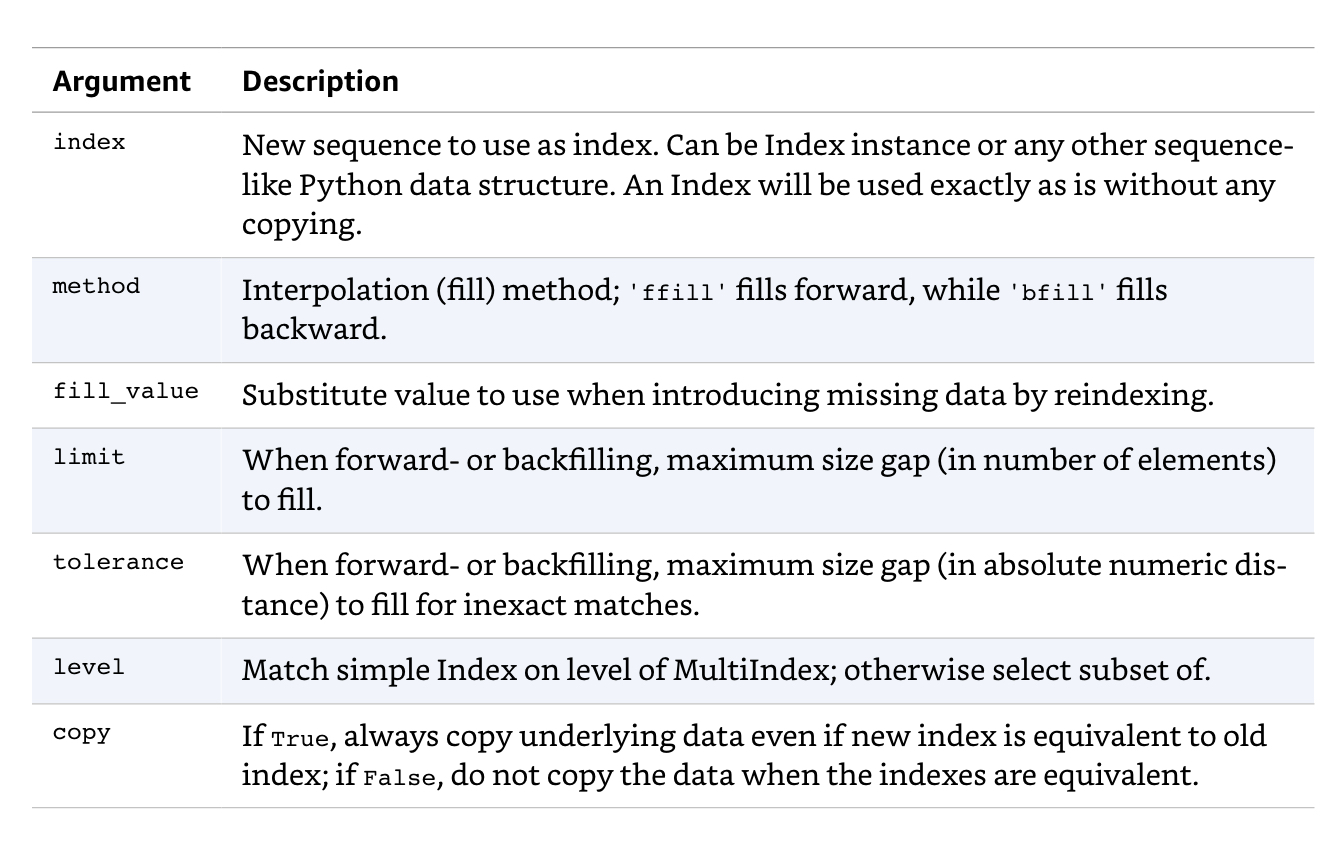 Argument Description
index New sequence to use as index. Can be Index instance or any other sequence-
like Python data structure. An Index will be used exactly as is without any
copying.
method Interpolation (fill) method; 'ffill' fills forward, while 'bfill' fills
backward.
fill_value Substitute value to use when introducing missing data by reindexing.
limit When forward- or backfilling, maximum size gap (in number of elements)
to fill.
tolerance When forward- or backfilling, maximum size gap (in absolute numeric dis-
tance) to fill for inexact matches.
level Match simple Index on level of MultiIndex; otherwise select subset of.
copy If True, always copy underlying data even if new index is equivalent to old
index; if False, do not copy the data when the indexes are equivalent.